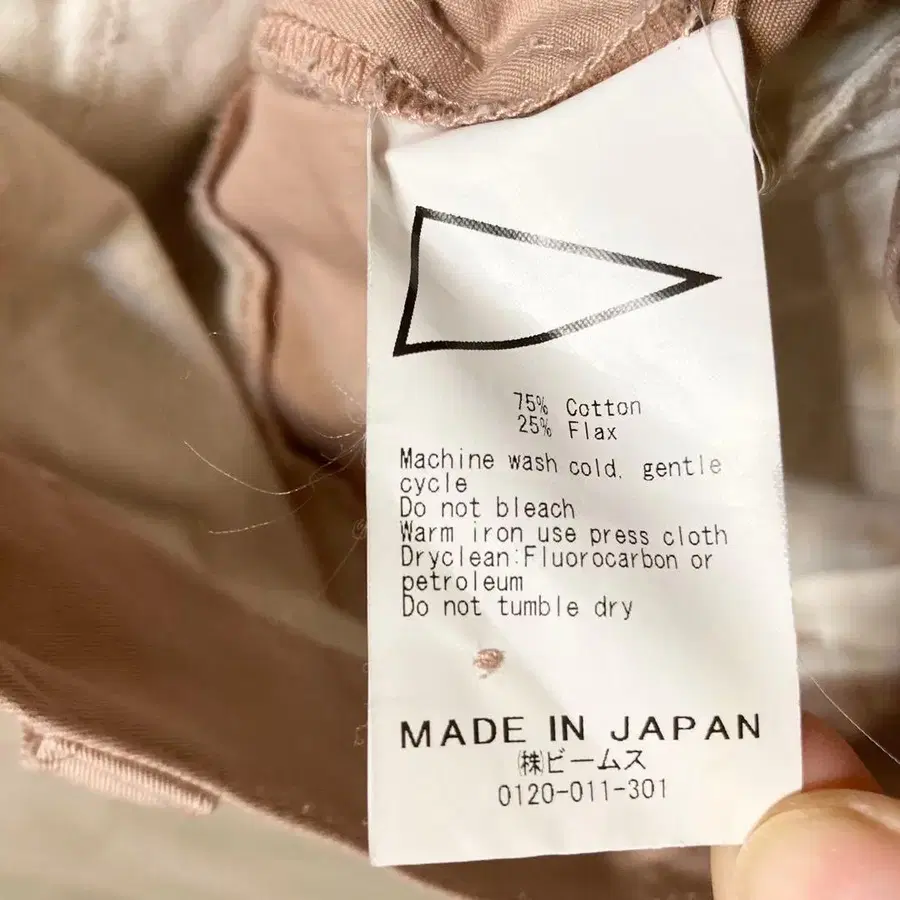 75% Cotton
25% Flax
Machine wash cold, gentle
cycle
Do not bleach
Warm iron use press cloth
Dryclean:Fluorocarbon or
petroleum
Do not tumble dry
MADE IN JAPAN
㈱ビームス
0120-011-301